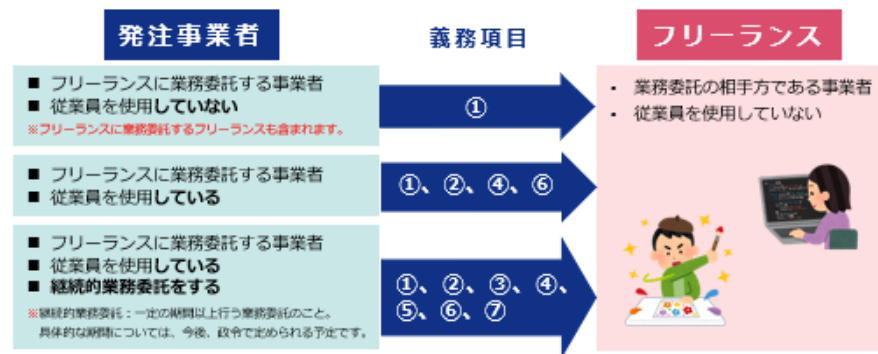 発注事業者
義務項目
フリーランス
■ フリーランスに業務委託する事業者
■ 従業員を使用していない
※フリーランスに業務委託するフリーランスも含まれます。
①
■ フリーランスに業務委託する事業者
■ 従業員を使用している
①、②、④、⑥
■ フリーランスに業務委託する事業者
■ 従業員を使用している
■ 継続的業務委託をする
※継続的業務委託：一定の期間以上行う業務委託のこと。
具体的な期間については、今後、政令で定められる予定です。
①、②、③、④、
⑤、⑥、⑦
・ 業務委託の相手方である事業者
・ 従業員を使用していない